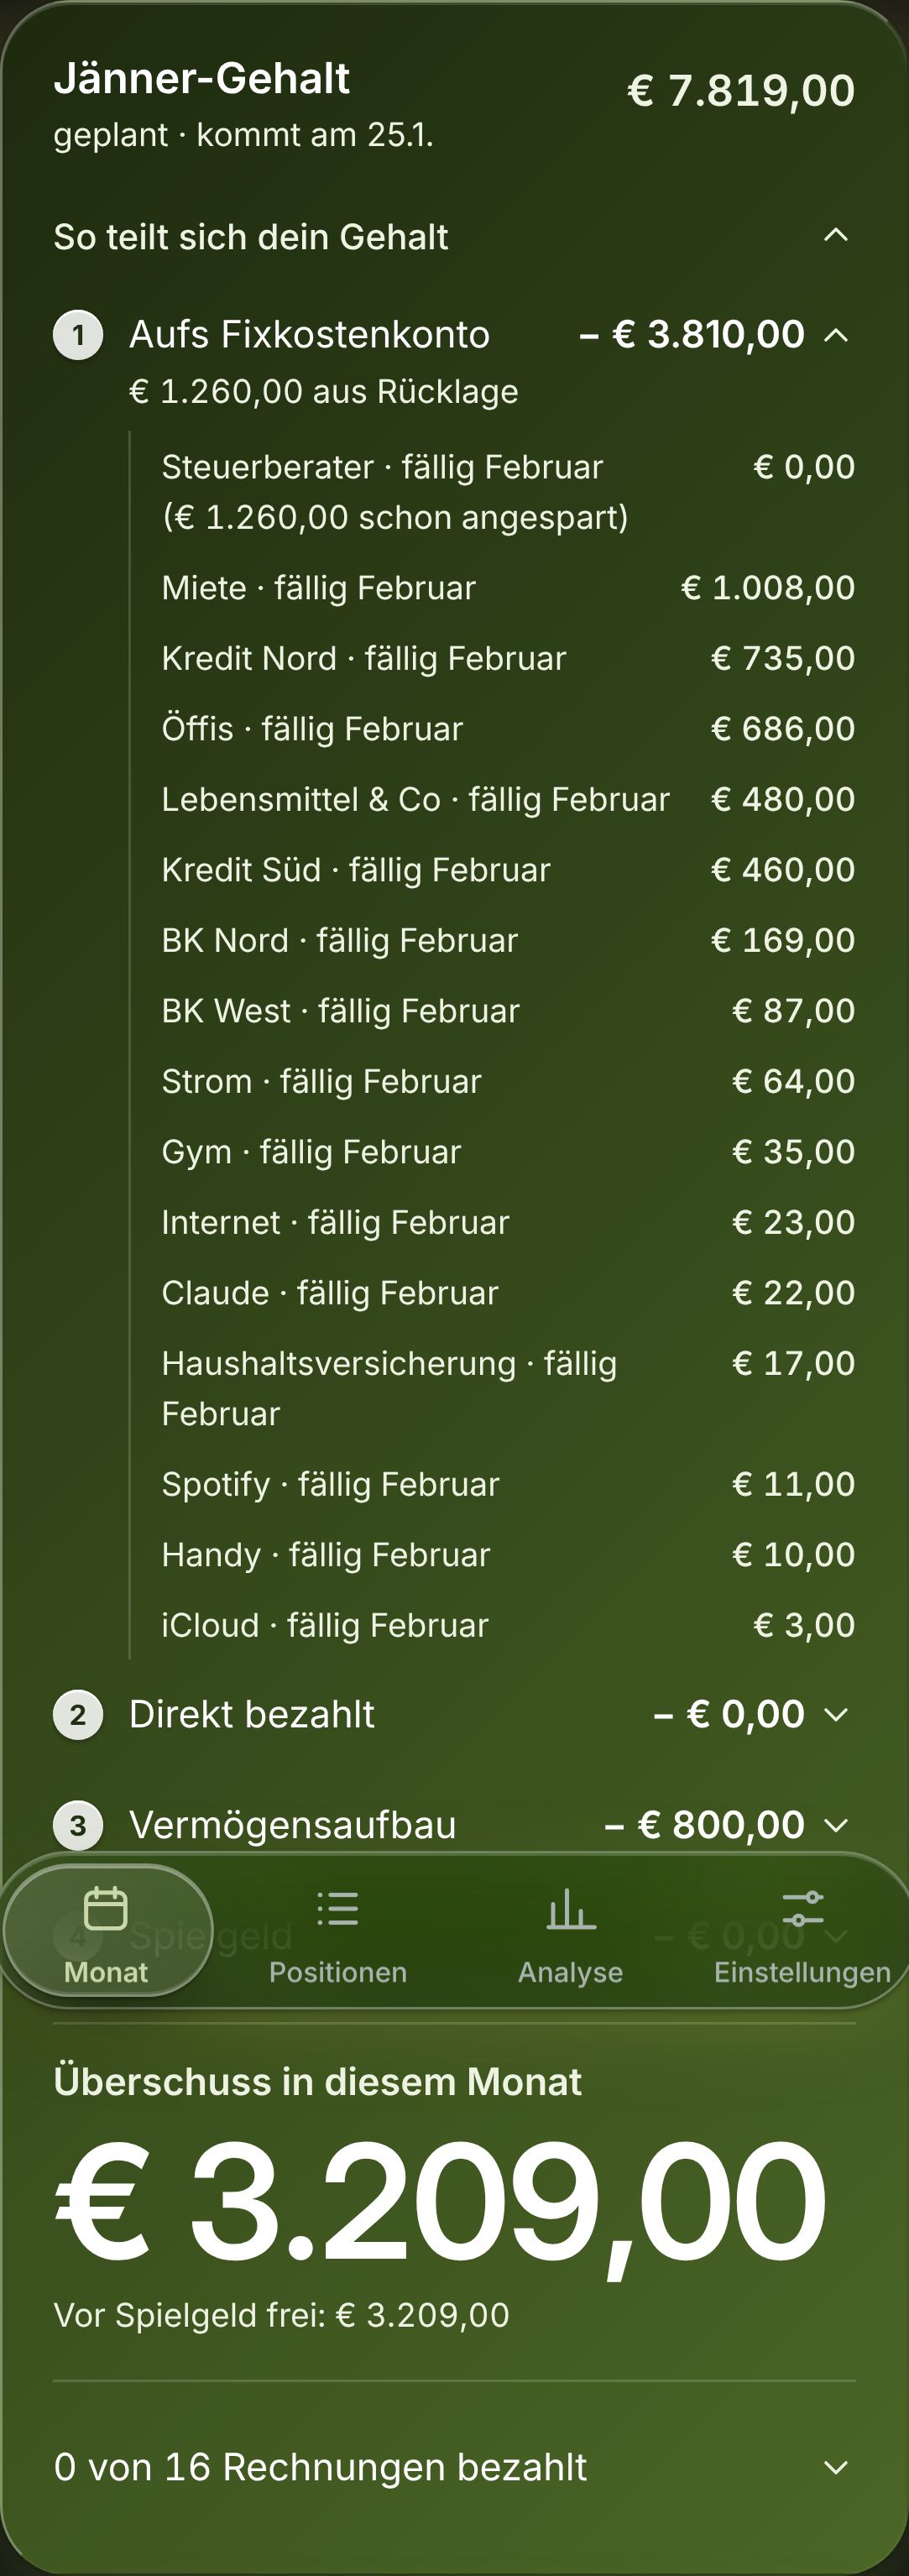 Jänner-Gehalt
€ 7.819,00
geplant · kommt am 25.1.
So teilt sich dein Gehalt
1 Aufs Fixkostenkonto – € 3.810,00
€ 1.260,00 aus Rücklage
Steuerberater · fällig Februar € 0,00
(€ 1.260,00 schon angespart)
Miete · fällig Februar € 1.008,00
Kredit Nord · fällig Februar € 735,00
Öffis · fällig Februar € 686,00
Lebensmittel & Co · fällig Februar € 480,00
Kredit Süd · fällig Februar € 460,00
BK Nord · fällig Februar € 169,00
BK West · fällig Februar € 87,00
Strom · fällig Februar € 64,00
Gym · fällig Februar € 35,00
Internet · fällig Februar € 23,00
Claude · fällig Februar € 22,00
Haushaltsversicherung · fällig € 17,00
Februar
Spotify · fällig Februar € 11,00
Handy · fällig Februar € 10,00
iCloud · fällig Februar € 3,00
2 Direkt bezahlt – € 0,00
3 Vermögensaufbau – € 800,00
4 Spielgeld – € 0,00
Monat Positionen Analyse Einstellungen
Überschuss in diesem Monat
€ 3.209,00
Vor Spielgeld frei: € 3.209,00
0 von 16 Rechnungen bezahlt